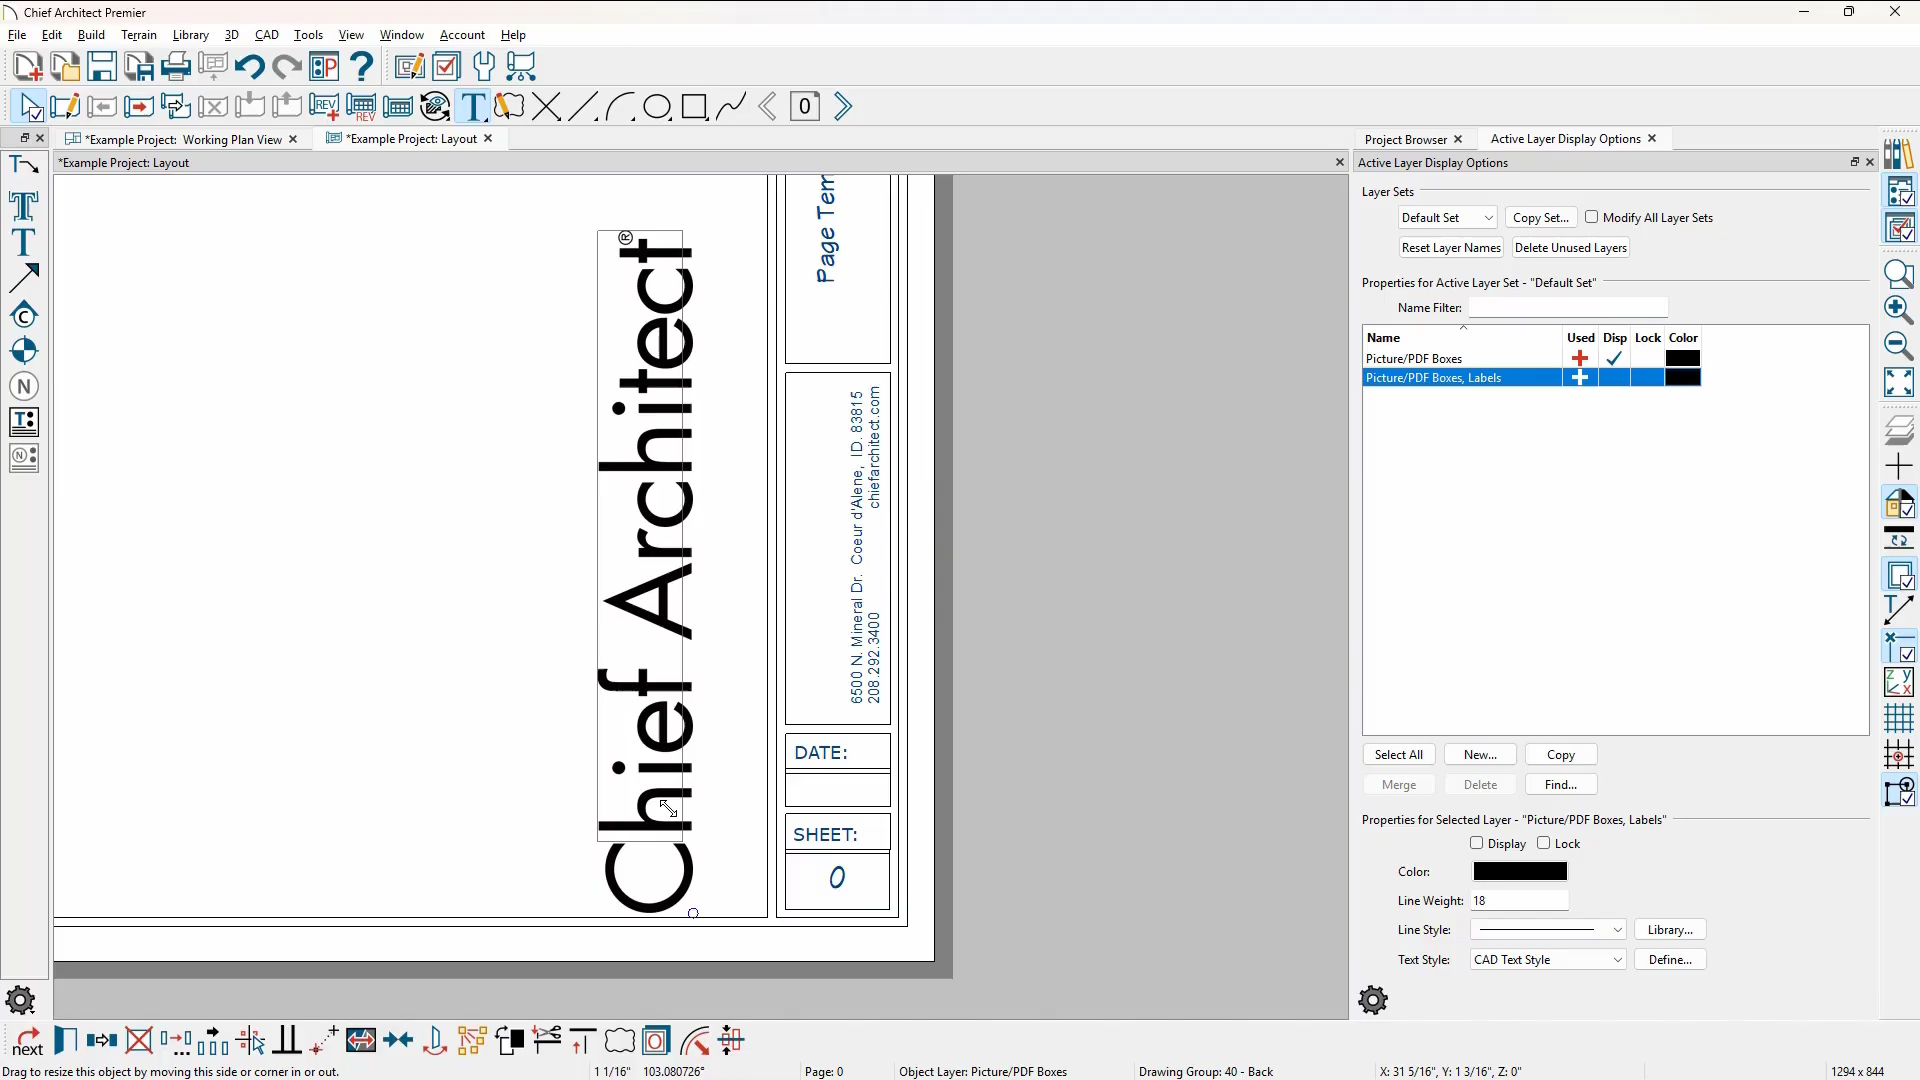 Chief Architect Premier
File Edit Build Terrain Library 3D CAD Tools View Window Account Help
P ?
REV REV T 0
*Example Project: Working Plan View *Example Project: Layout
Project Browser Active Layer Display Options
*Example Project: Layout
Active Layer Display Options
Layer Sets
Default Set Copy Set... Modify All Layer Sets
Reset Layer Names Delete Unused Layers
Properties for Active Layer Set - "Default Set"
Name Filter:
Name Used Disp Lock Color
Picture/PDF Boxes
Picture/PDF Boxes, Labels
Select All New... Copy
Merge Delete Find...
Properties for Selected Layer - "Picture/PDF Boxes, Labels"
Display Lock
Color:
Line Weight: 18
Line Style: Library...
Text Style: CAD Text Style Define...
Chief Architect®
Page Tem
6500 N. Mineral Dr. Coeur d'Alene, ID. 83815
208.292.3400 chiefarchitect.com
DATE:
SHEET:
0
T
T
T
C
N
T:
N
Z Y
X
next
Drag to resize this object by moving this side or corner in or out.
1 1/16" 103.080726° Page: 0 Object Layer: Picture/PDF Boxes Drawing Group: 40 - Back X: 31 5/16", Y: 1 3/16", Z: 0" 1294 x 844